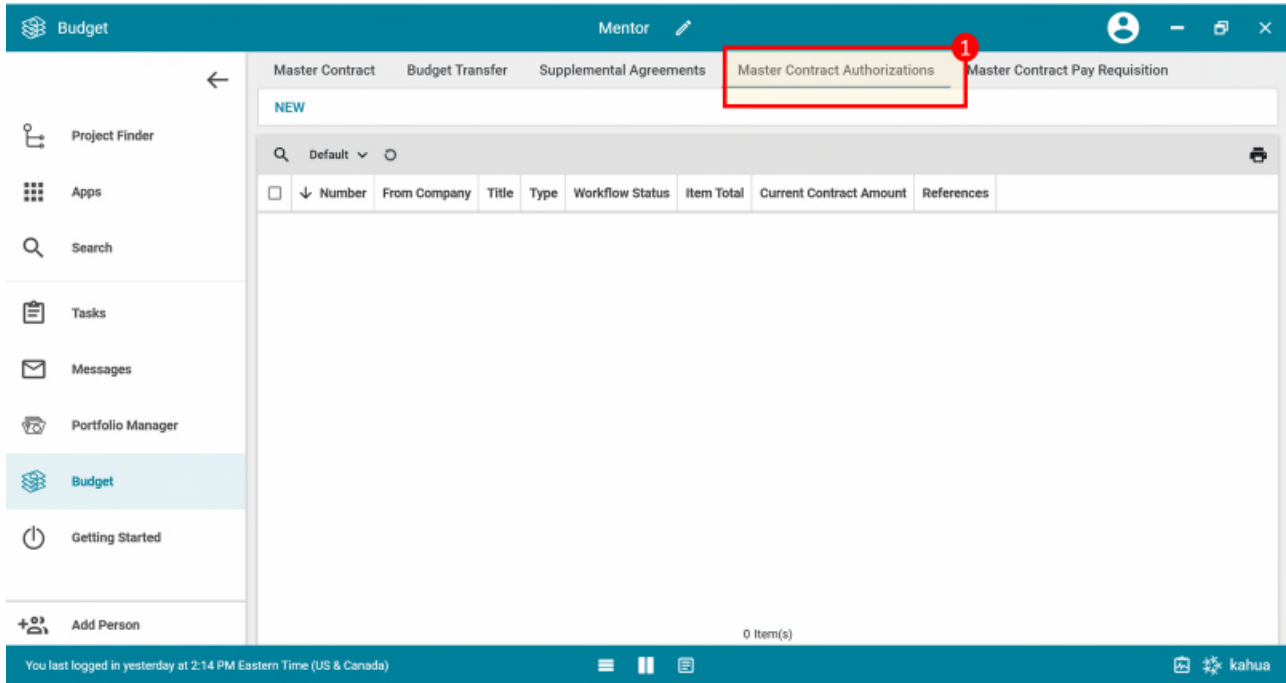 Budget
Mentor
1
Master Contract Budget Transfer Supplemental Agreements Master Contract Authorizations Master Contract Pay Requisition
NEW
Project Finder
Default
Apps
Number From Company Title Type Workflow Status Item Total Current Contract Amount References
Search
Tasks
Messages
Portfolio Manager
Budget
Getting Started
Add Person
0 Item(s)
You last logged in yesterday at 2:14 PM Eastern Time (US & Canada)
kahua